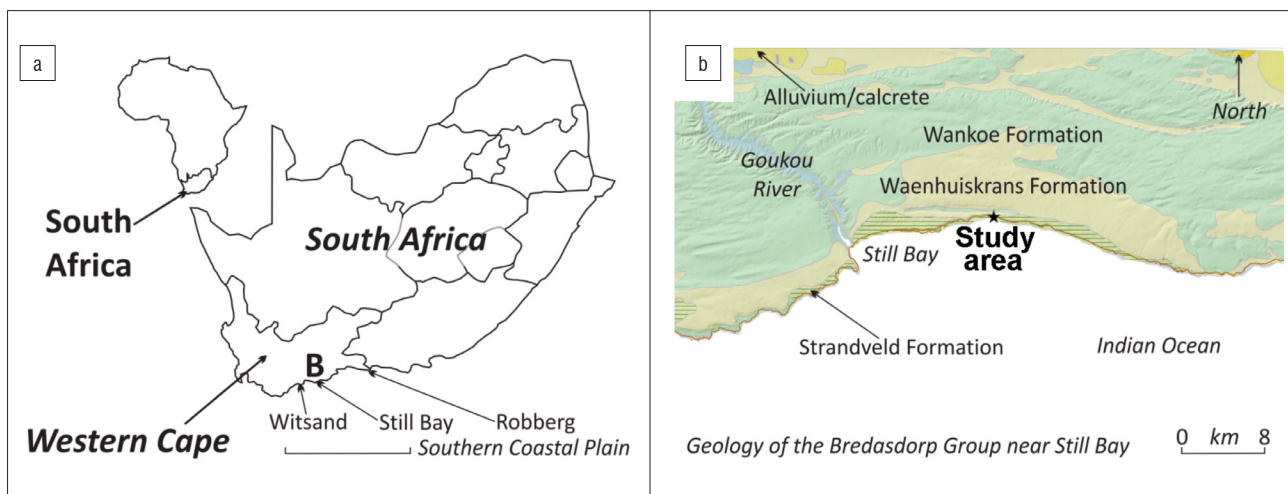 a
South
Africa
South Africa
B
Western Cape
Witsand
Still Bay
Robberg
Southern Coastal Plain
b
Alluvium/calcrete
North
Wankoe Formation
Goukou
River
Waenhuiskrans Formation
Still Bay
Study
area
Strandveld Formation
Indian Ocean
Geology of the Bredasdorp Group near Still Bay
0 km 8